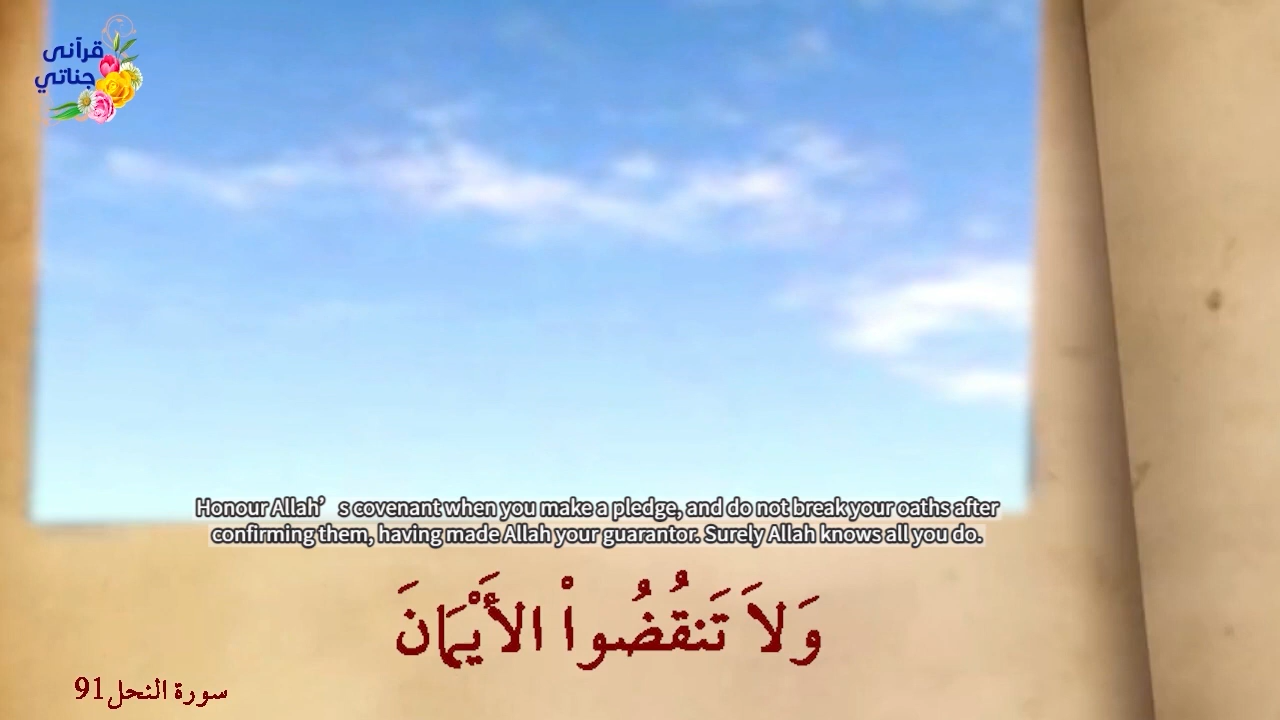 قرآنى
جناتي
Honour Allah’s covenant when you make a pledge, and do not break your oaths after
confirming them, having made Allah your guarantor. Surely Allah knows all you do.
وَلاَ تَنقُضُواْ الأَيْمَانَ
سورة النحل91